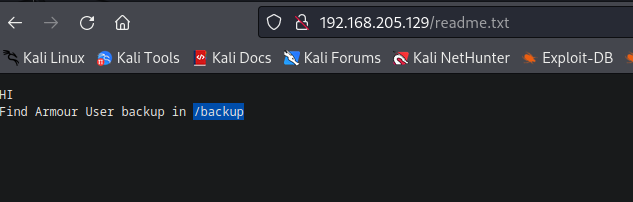 192.168.205.129/readme.txt
Kali Linux Kali Tools Kali Docs Kali Forums Kali NetHunter Exploit-DB
HI
Find Armour User backup in /backup